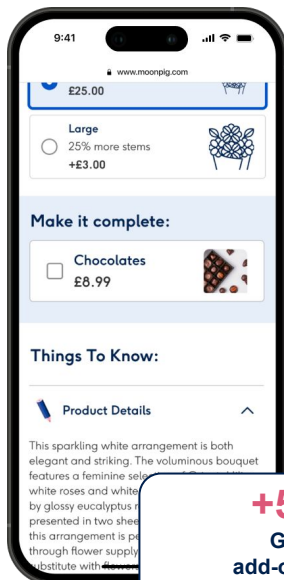 9:41
www.moonpig.com
£25.00
Large
25% more stems
+£3.00
Make it complete:
Chocolates
£8.99
Things To Know:
Product Details
This sparkling white arrangement is both
elegant and striking. The voluminous bouquet
features a feminine
white roses and white
by glossy eucalyptus
presented in two
this arrangement is
through flower supply
substitute with flowers
+5
G
add-o